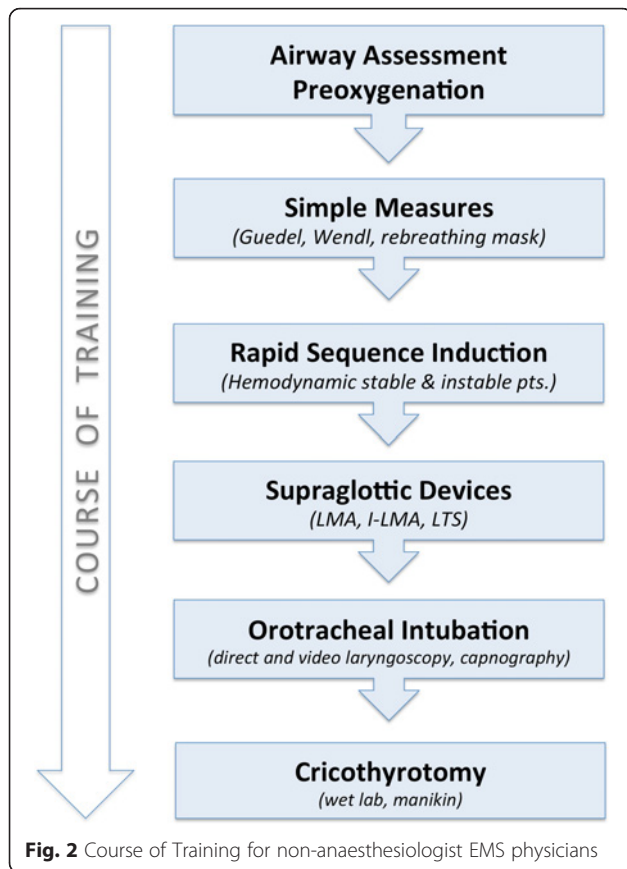 COURSE OF TRAINING
Airway Assessment
Preoxygenation
Simple Measures
(Guedel, Wendl, rebreathing mask)
Rapid Sequence Induction
(Hemodynamic stable & instable pts.)
Supraglottic Devices
(LMA, I-LMA, LTS)
Orotracheal Intubation
(direct and video laryngoscopy, capnography)
Cricothyrotomy
(wet lab, manikin)
Fig. 2 Course of Training for non-anaesthesiologist EMS physicians